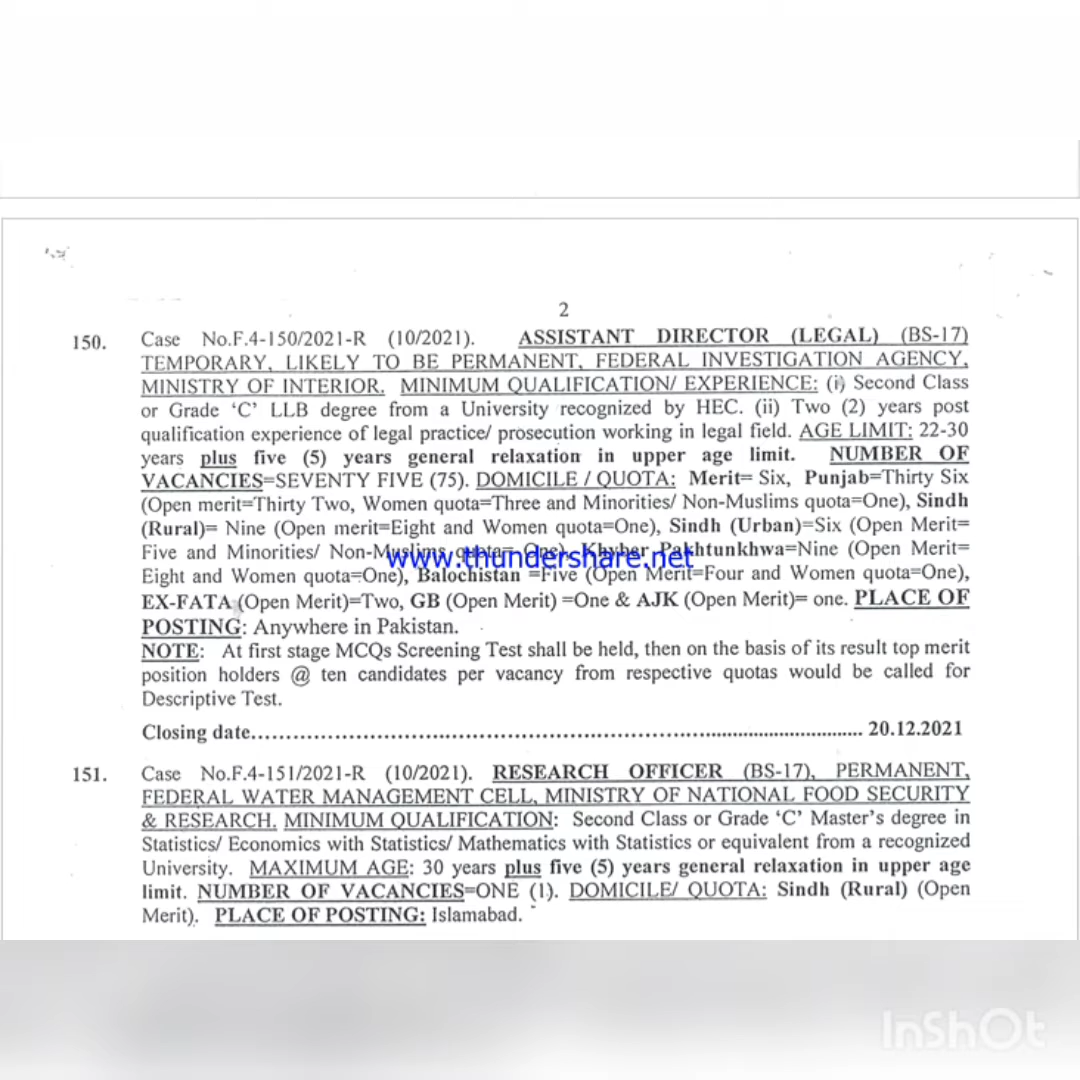 2
150. Case No.F.4-150/2021-R (10/2021). ASSISTANT DIRECTOR (LEGAL) (BS-17)
TEMPORARY, LIKELY TO BE PERMANENT, FEDERAL INVESTIGATION AGENCY,
MINISTRY OF INTERIOR. MINIMUM QUALIFICATION/ EXPERIENCE: (i) Second Class
or Grade ‘C’ LLB degree from a University recognized by HEC. (ii) Two (2) years post
qualification experience of legal practice/ prosecution working in legal field. AGE LIMIT: 22-30
years plus five (5) years general relaxation in upper age limit. NUMBER OF
VACANCIES=SEVENTY FIVE (75). DOMICILE / QUOTA: Merit= Six, Punjab=Thirty Six
(Open merit=Thirty Two, Women quota=Three and Minorities/ Non-Muslims quota=One), Sindh
(Rural)= Nine (Open merit=Eight and Women quota=One), Sindh (Urban)=Six (Open Merit=
Five and Minorities/ Non-Muslims quota= One), Khyber Pakhtunkhwa=Nine (Open Merit=
www.thundershare.net
Eight and Women quota=One), Balochistan =Five (Open Merit=Four and Women quota=One),
EX-FATA (Open Merit)=Two, GB (Open Merit) =One & AJK (Open Merit)= one. PLACE OF
POSTING: Anywhere in Pakistan.
NOTE: At first stage MCQs Screening Test shall be held, then on the basis of its result top merit
position holders @ ten candidates per vacancy from respective quotas would be called for
Descriptive Test.
Closing date........................................................................................... 20.12.2021
151. Case No.F.4-151/2021-R (10/2021). RESEARCH OFFICER (BS-17), PERMANENT,
FEDERAL WATER MANAGEMENT CELL, MINISTRY OF NATIONAL FOOD SECURITY
& RESEARCH. MINIMUM QUALIFICATION: Second Class or Grade ‘C’ Master’s degree in
Statistics/ Economics with Statistics/ Mathematics with Statistics or equivalent from a recognized
University. MAXIMUM AGE: 30 years plus five (5) years general relaxation in upper age
limit. NUMBER OF VACANCIES=ONE (1). DOMICILE/ QUOTA: Sindh (Rural) (Open
Merit). PLACE OF POSTING: Islamabad.
InShOt